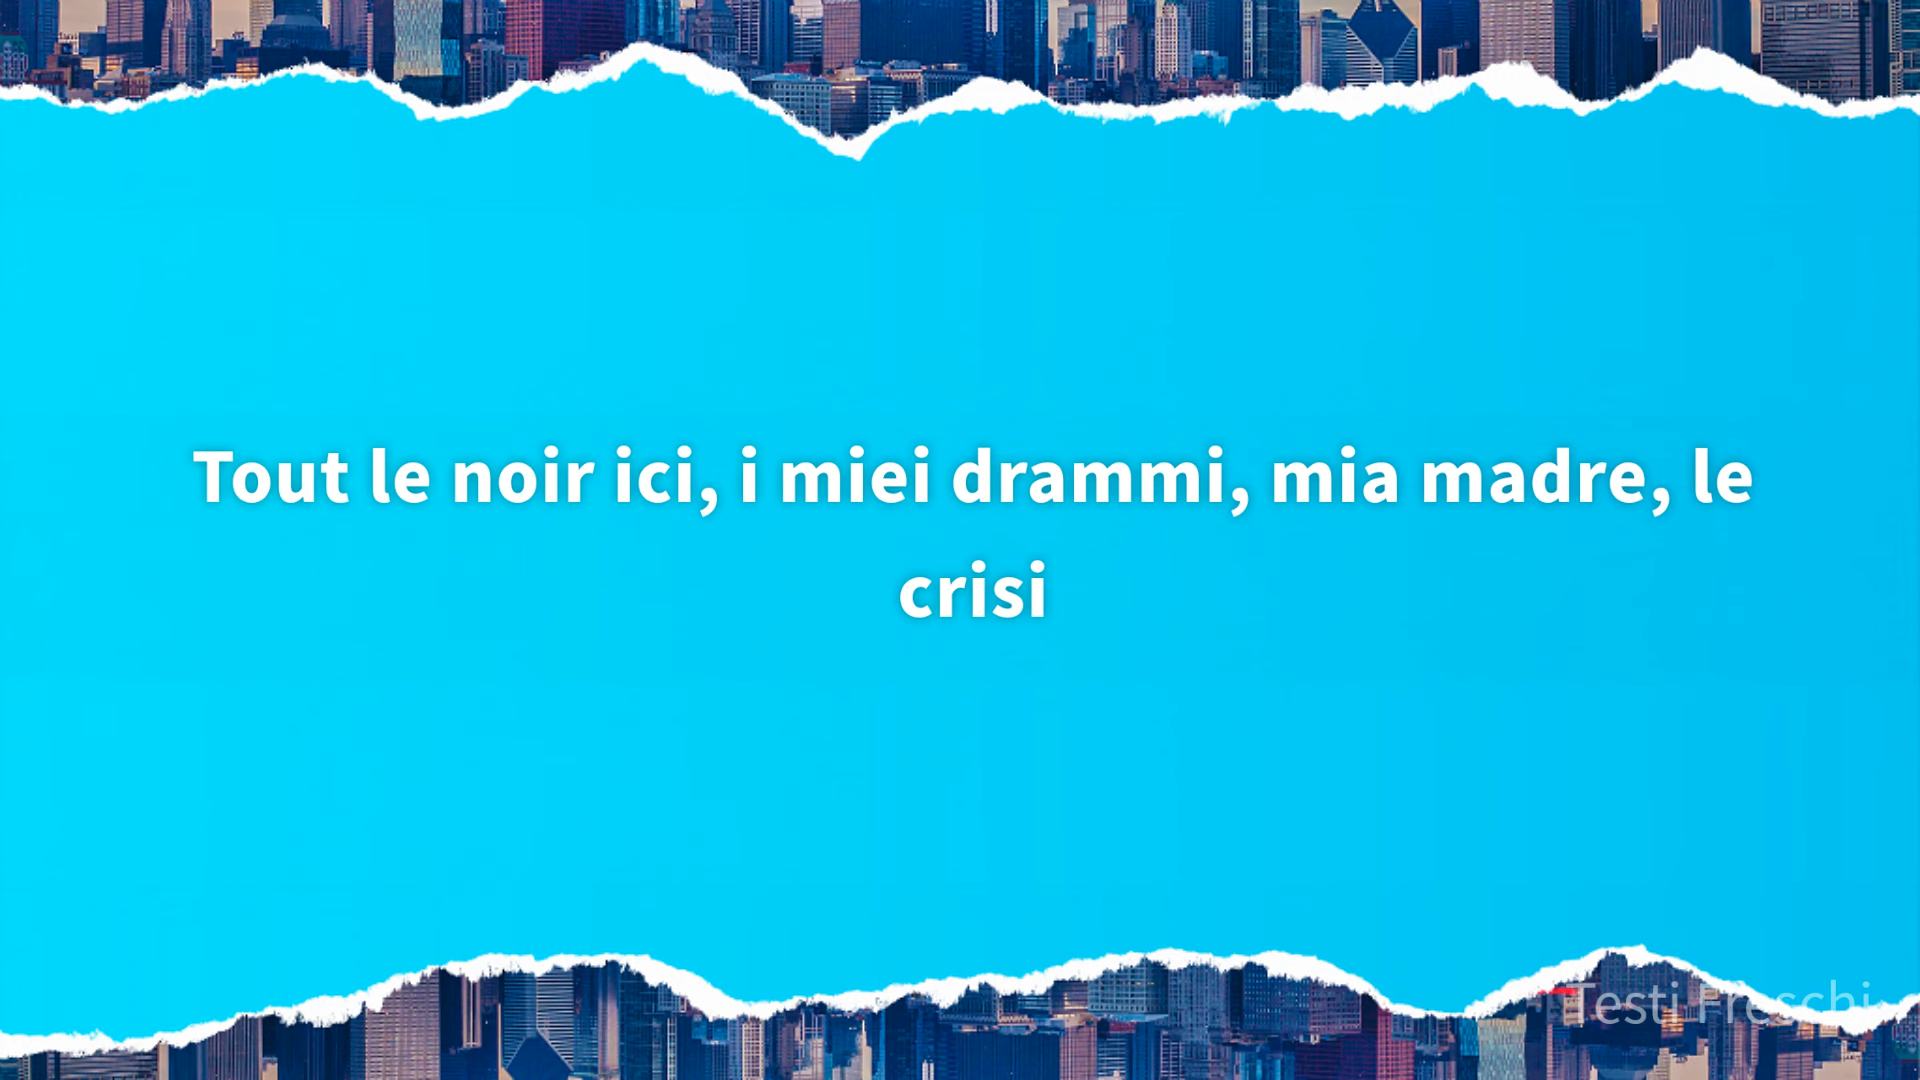 Tout le noir ici, i miei drammi, mia madre, le
crisi
Testi Freschi